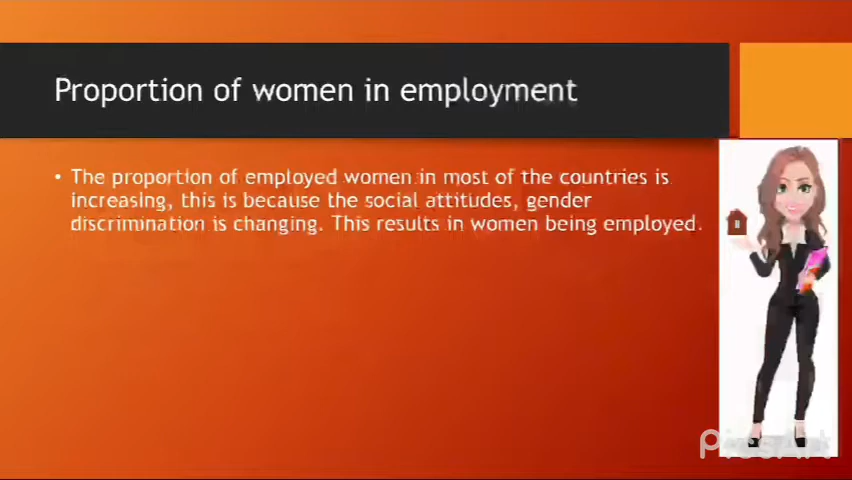 Proportion of women in employment
• The proportion of employed women in most of the countries is
increasing, this is because the social attitudes, gender
discrimination is changing. This results in women being employed.
PicsArt